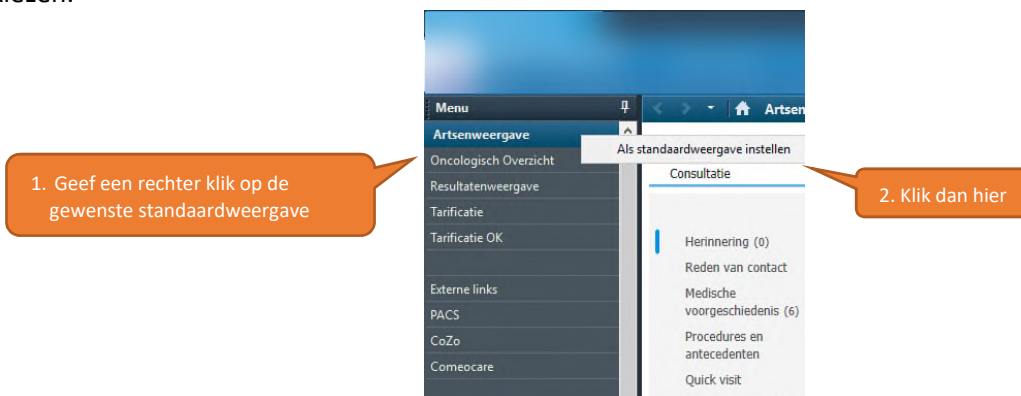 Menu
Artsenweergave
Als standaardweergave instellen
Oncologisch Overzicht
Consultatie
1. Geef een rechter klik op de
gewenste standaardweergave
2. Klik dan hier
Resultatenweergave
Tarificatie
Tarificatie OK
Herinnering (0)
Reden van contact
Externe links
Medische
voorgeschiedenis (6)
PACS
CoZo
Procedures en
antecedenten
Comeocare
Quick visit